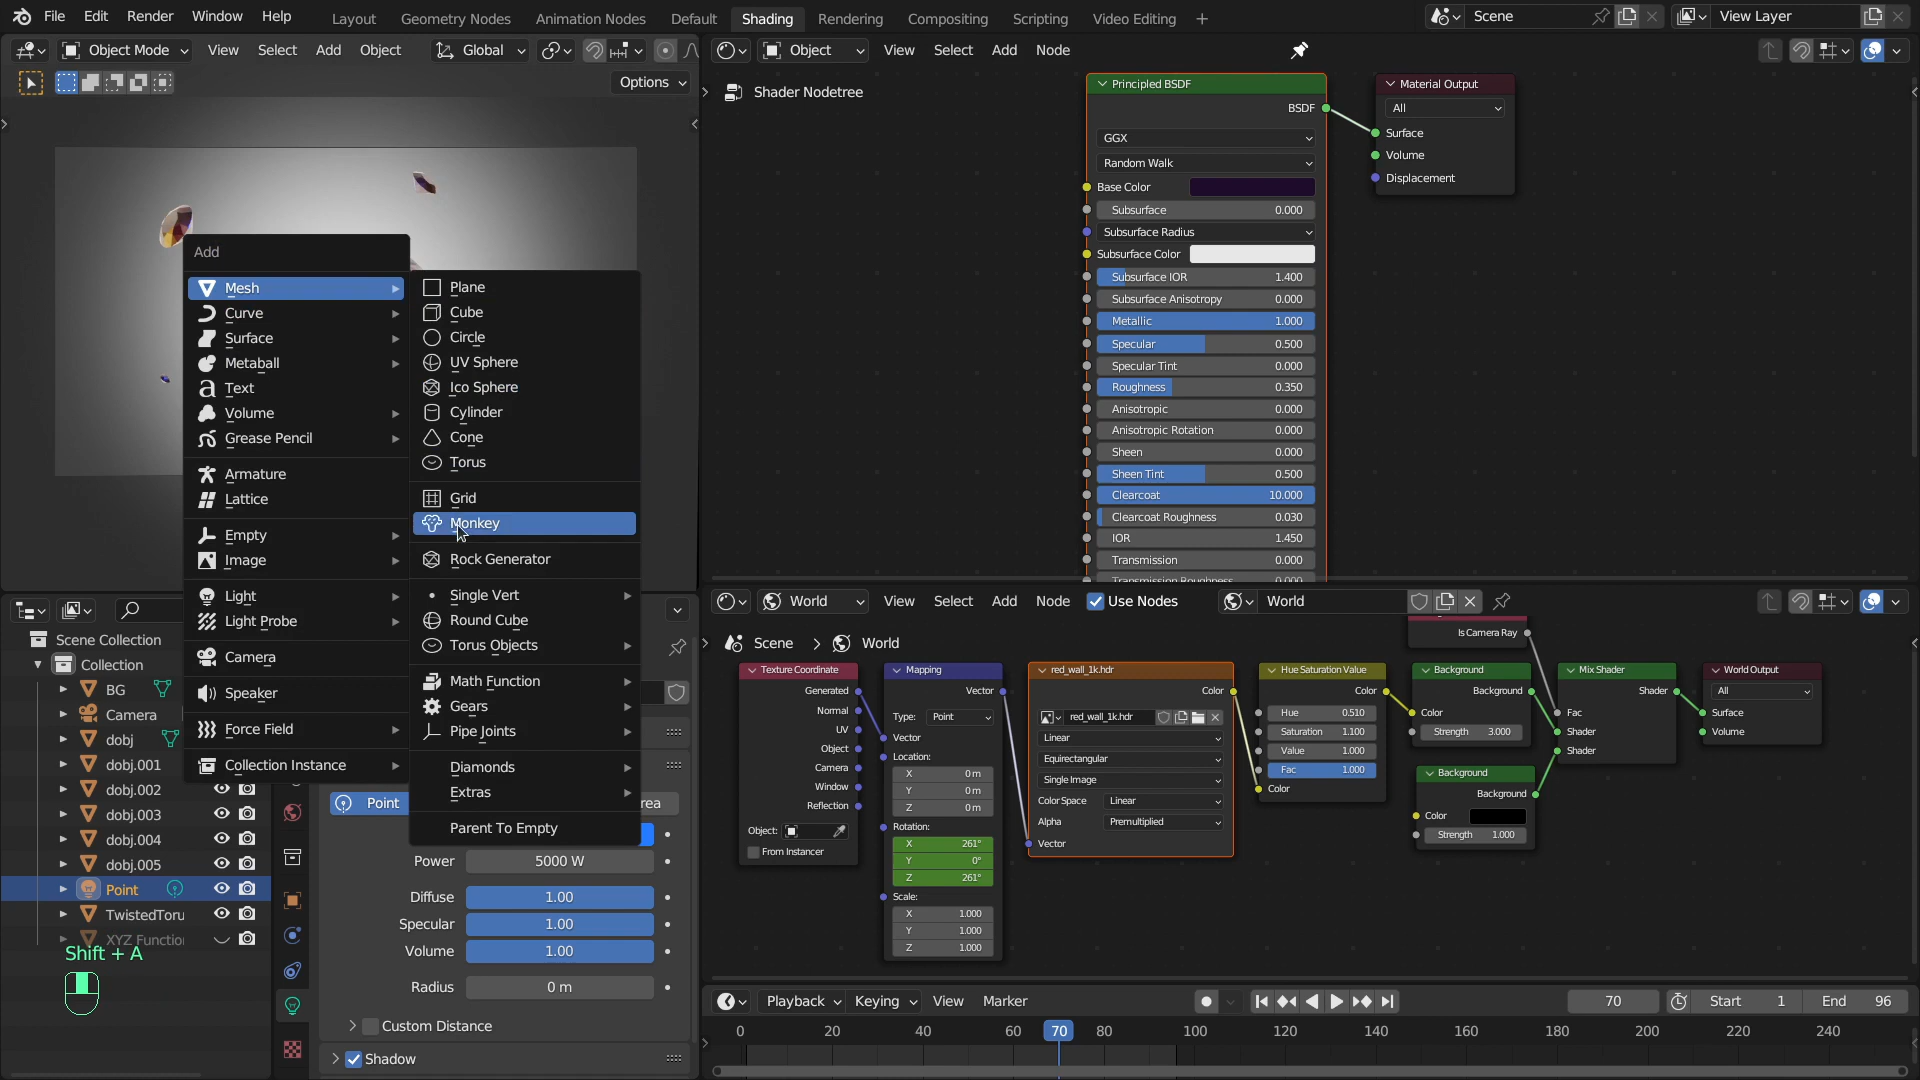 File Edit Render Window Help Layout Geometry Nodes Animation Nodes Default Shading Rendering Compositing Scripting Video Editing + Scene View Layer
Object Mode View Select Add Object Global
Object View Select Add Node
Options
Shader Nodetree
Principled BSDF
BSDF
GGX
Random Walk
Base Color
Subsurface 0.000
Subsurface Radius
Subsurface Color
Subsurface IOR 1.400
Subsurface Anisotropy 0.000
Metallic 1.000
Specular 0.500
Specular Tint 0.000
Roughness 0.350
Anisotropic 0.000
Anisotropic Rotation 0.000
Sheen 0.000
Sheen Tint 0.500
Clearcoat 10.000
Clearcoat Roughness 0.030
IOR 1.450
Transmission 0.000
Transmission Roughness 0.000
Material Output
All
Surface
Volume
Displacement
Add
Mesh
Curve
Surface
Metaball
Text
Volume
Grease Pencil
Armature
Lattice
Empty
Image
Light
Light Probe
Camera
Speaker
Force Field
Collection Instance
Plane
Cube
Circle
UV Sphere
Ico Sphere
Cylinder
Cone
Torus
Grid
Monkey
Rock Generator
Single Vert
Round Cube
Torus Objects
Math Function
Gears
Pipe Joints
Diamonds
Extras
Parent To Empty
Scene Collection
Collection
BG
Camera
dobj
dobj.001
dobj.002
dobj.003
dobj.004
dobj.005
Point
TwistedToru
XYZ Functio
Shift + A
Point
rea
Power 5000 W
Diffuse 1.00
Specular 1.00
Volume 1.00
Radius 0 m
Custom Distance
Shadow
World View Select Add Node Use Nodes World
Scene World
Texture Coordinate
Generated
Normal
UV
Object
Camera
Window
Reflection
Object:
From Instancer
Mapping
Vector
Type: Point
Vector
Location:
X 0 m
Y 0 m
Z 0 m
Rotation:
X 261°
Y 0°
Z 261°
Scale:
X 1.000
Y 1.000
Z 1.000
red_wall_1k.hdr
Color
red_wall_1k.hdr
Linear
Equirectangular
Single Image
Color Space Linear
Alpha Premultiplied
Vector
Hue Saturation Value
Color
Hue 0.510
Saturation 1.100
Value 1.000
Fac 1.000
Color
Is Camera Ray
Background
Background
Color
Strength 3.000
Background
Background
Color
Strength 1.000
Mix Shader
Shader
Fac
Shader
Shader
World Output
All
Surface
Volume
Playback Keying View Marker 70 Start 1 End 96
0 20 40 60 70 80 100 120 140 160 180 200 220 240